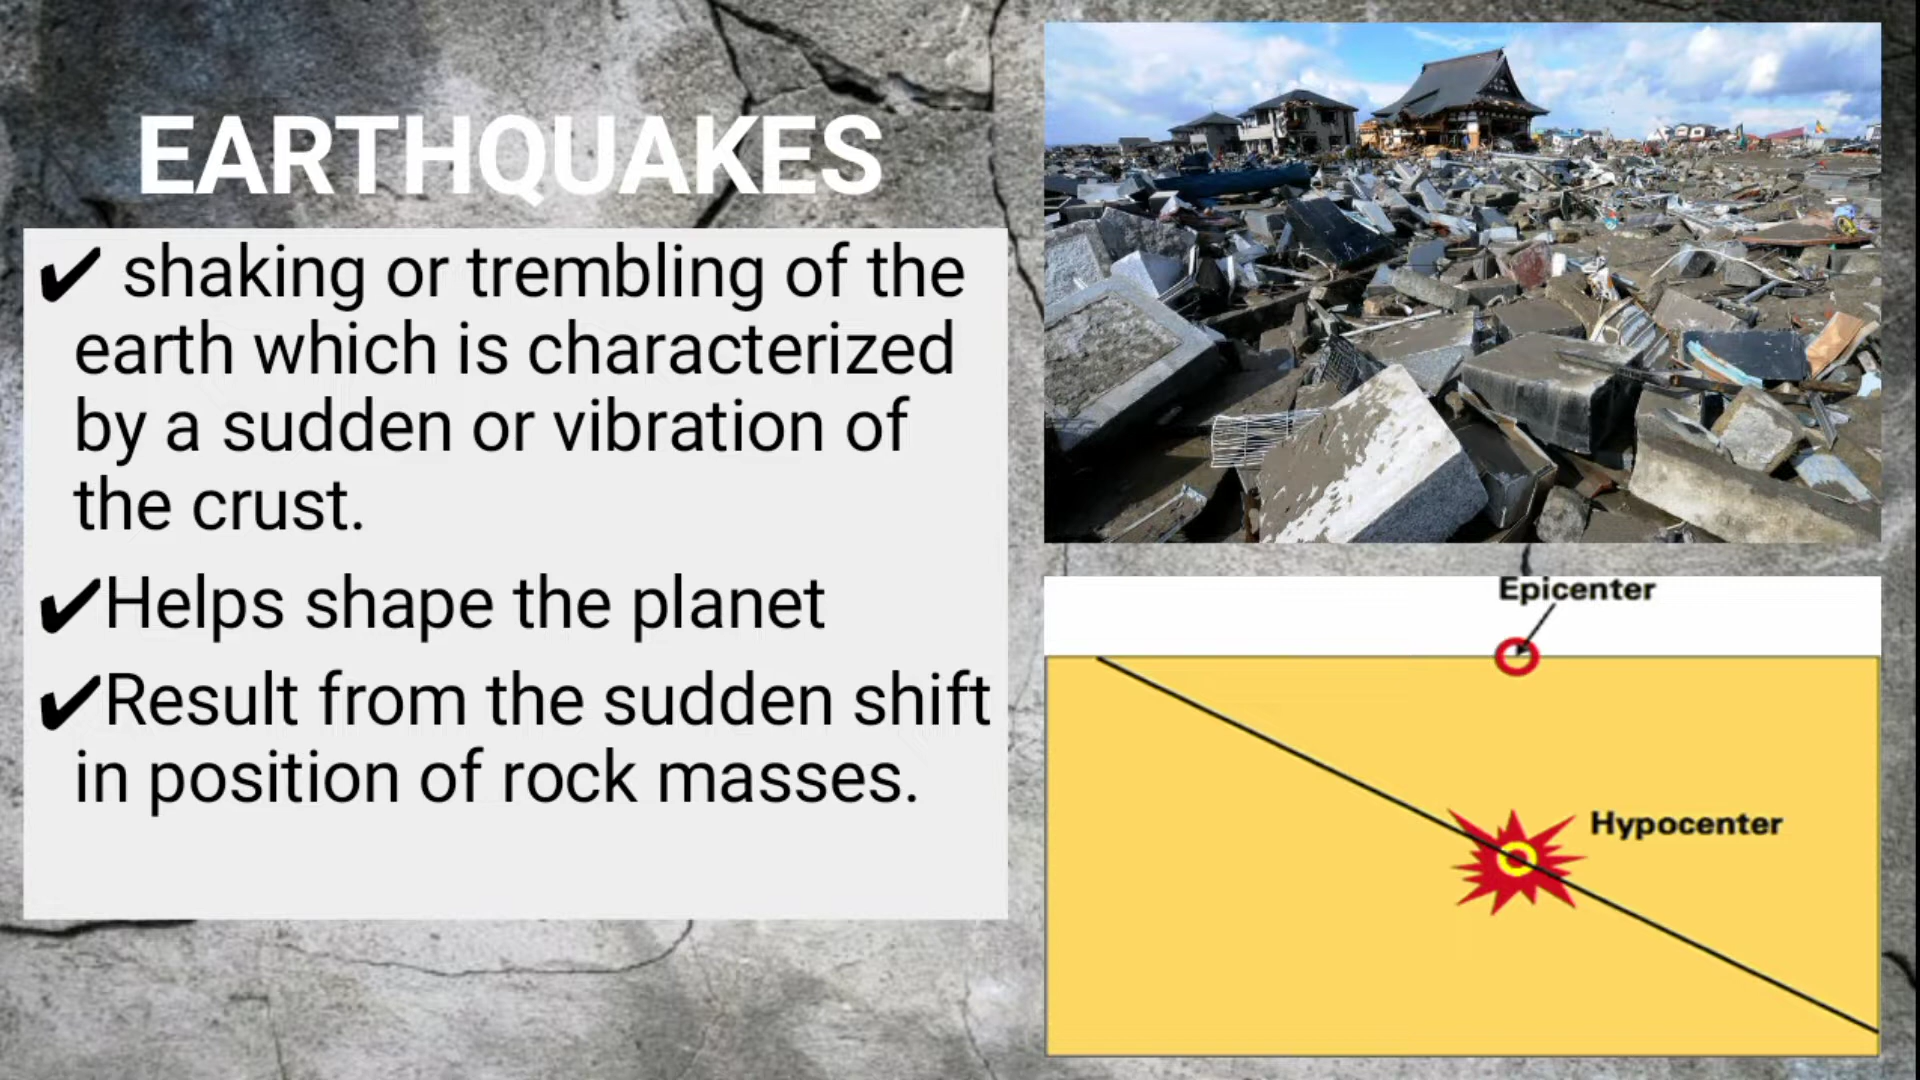 EARTHQUAKES
✔ shaking or trembling of the
earth which is characterized
by a sudden or vibration of
the crust.
✔Helps shape the planet
✔Result from the sudden shift
in position of rock masses.
Epicenter
Hypocenter